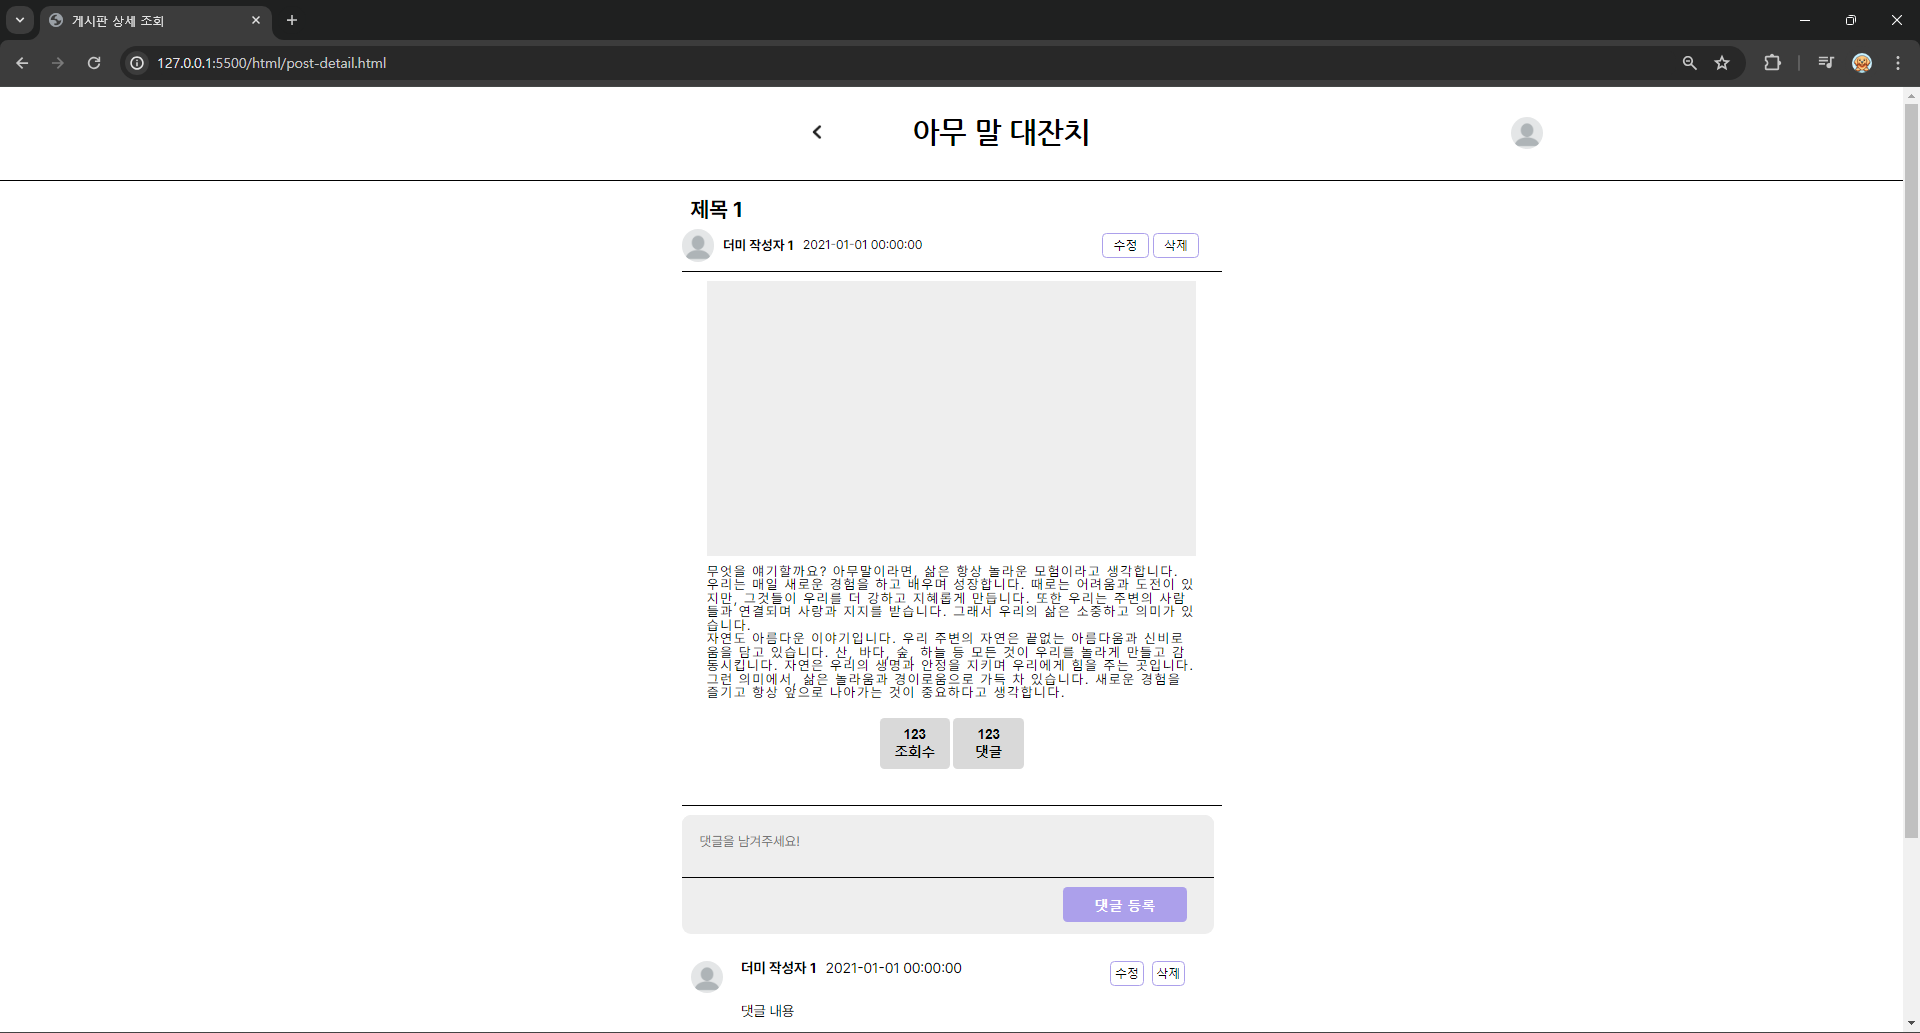 게시판 상세 조회
127.0.0.1:5500/html/post-detail.html
아무 말 대잔치
제목 1
더미 작성자 1 2021-01-01 00:00:00 수정 삭제
무엇을 얘기할까요? 아무말이라면, 삶은 항상 놀라운 모험이라고 생각합니다.
우리는 매일 새로운 경험을 하고 배우며 성장합니다. 때로는 어려움과 도전이 있
지만, 그것들이 우리를 더 강하고 지혜롭게 만듭니다. 또한 우리는 주변의 사람
들과 연결되며 사랑과 지지를 받습니다. 그래서 우리의 삶은 소중하고 의미가 있
습니다.
자연도 아름다운 이야기입니다. 우리 주변의 자연은 끝없는 아름다움과 신비로
움을 담고 있습니다. 산, 바다, 숲, 하늘 등 모든 것이 우리를 놀라게 만들고 감
동시킵니다. 자연은 우리의 생명과 안정을 지키며 우리에게 힘을 주는 곳입니다.
그런 의미에서, 삶은 놀라움과 경이로움으로 가득 차 있습니다. 새로운 경험을
즐기고 항상 앞으로 나아가는 것이 중요하다고 생각합니다.
123 123
조회수 댓글
댓글을 남겨주세요!
댓글 등록
더미 작성자 1 2021-01-01 00:00:00 수정 삭제
댓글 내용